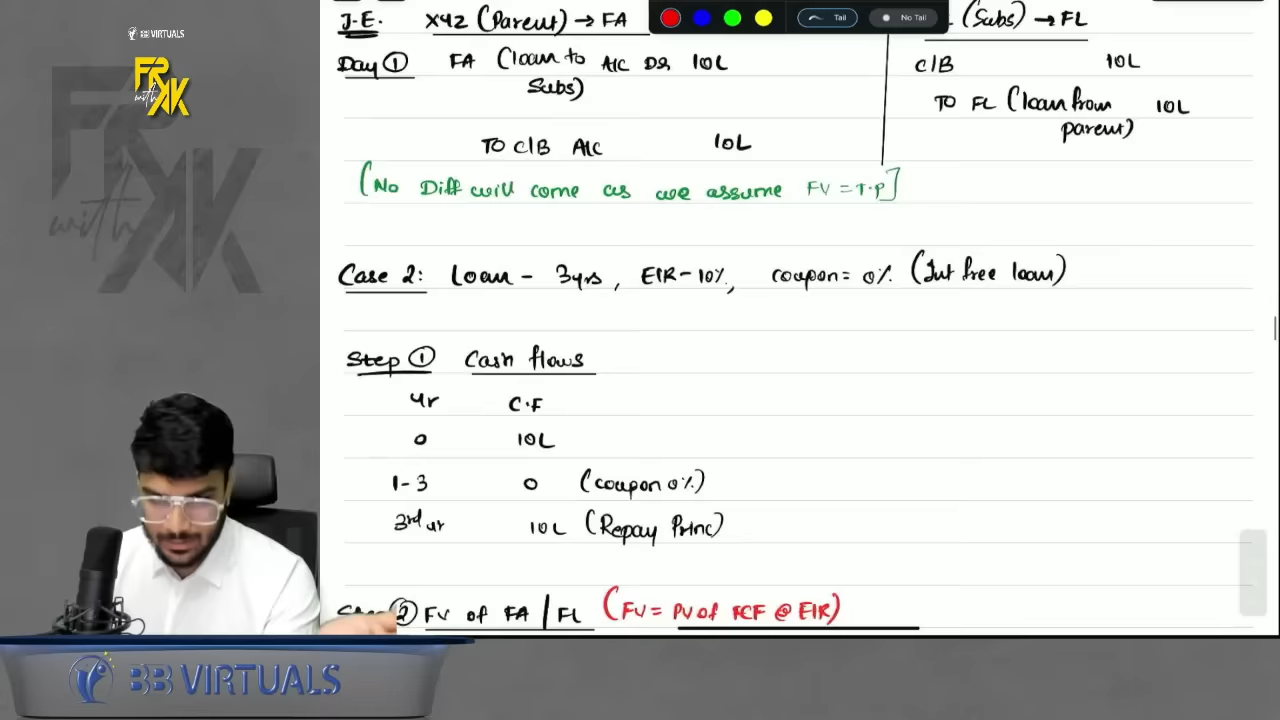 BB VIRTUALS
FR
with
AK
J.E. XYZ (Parent) → FA
Tail
No Tail
(Subs) → FL
Day ① FA (loan to Subs) A/C DR 10L
C/B 10L
To FL (loan from parent) 10L
TO C/B A/C 10L
(No Diff will come as we assume FV = T.P]
Case 2: Loan - 3yrs, EIR - 10%, coupon = 0% (Int free loan)
Step ① Cash flows
Yr C.F
0 10L
1-3 0 (coupon 0%)
3rd yr 10L (Repay Princ)
② FV of FA | FL (FV = PV of FCF @ EIR)
BB VIRTUALS